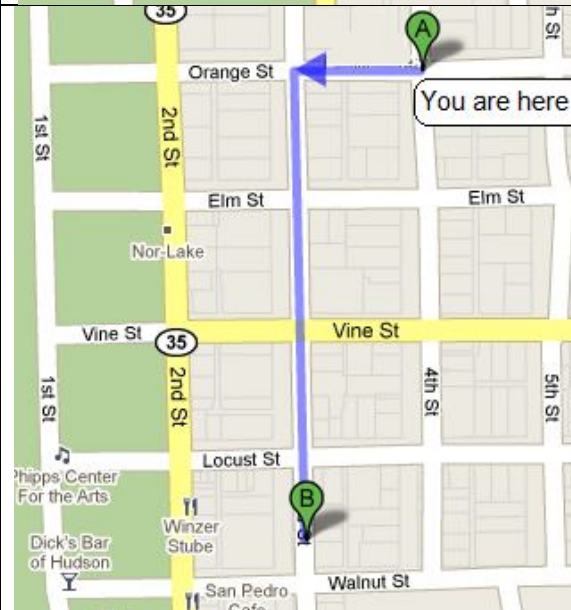 35
A
Orange St
You are here
1st St
2nd St
Elm St
Elm St
Nor-Lake
Vine St
35
Vine St
1st St
2nd St
4th St
5th St
Locust St
Phipps Center
For the Arts
B
Winzer
Stube
Dick's Bar
of Hudson
Walnut St
San Pedro
Cafe